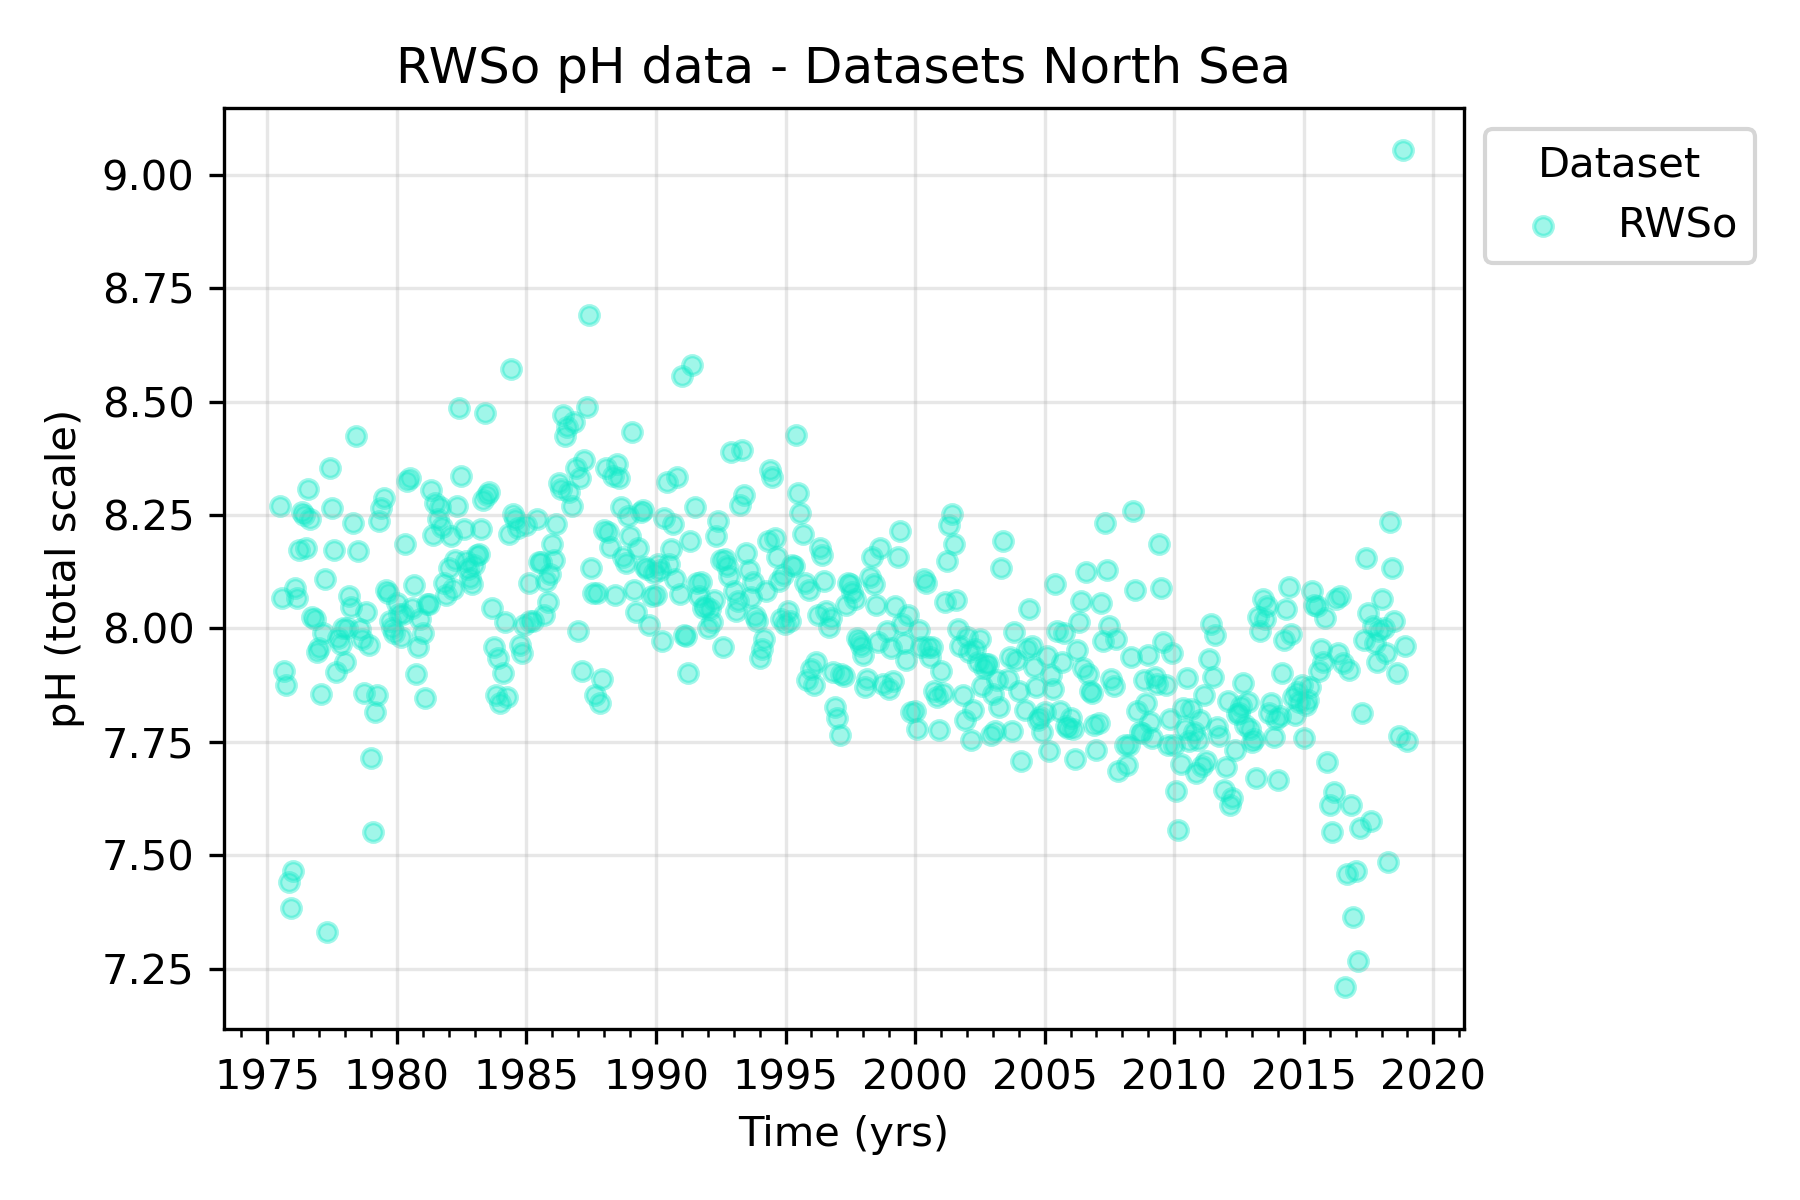 RWSo pH data - Datasets North Sea
Dataset
RWSo
9.00
8.75
8.50
8.25
8.00
7.75
7.50
7.25
pH (total scale)
1975 1980 1985 1990 1995 2000 2005 2010 2015 2020
Time (yrs)